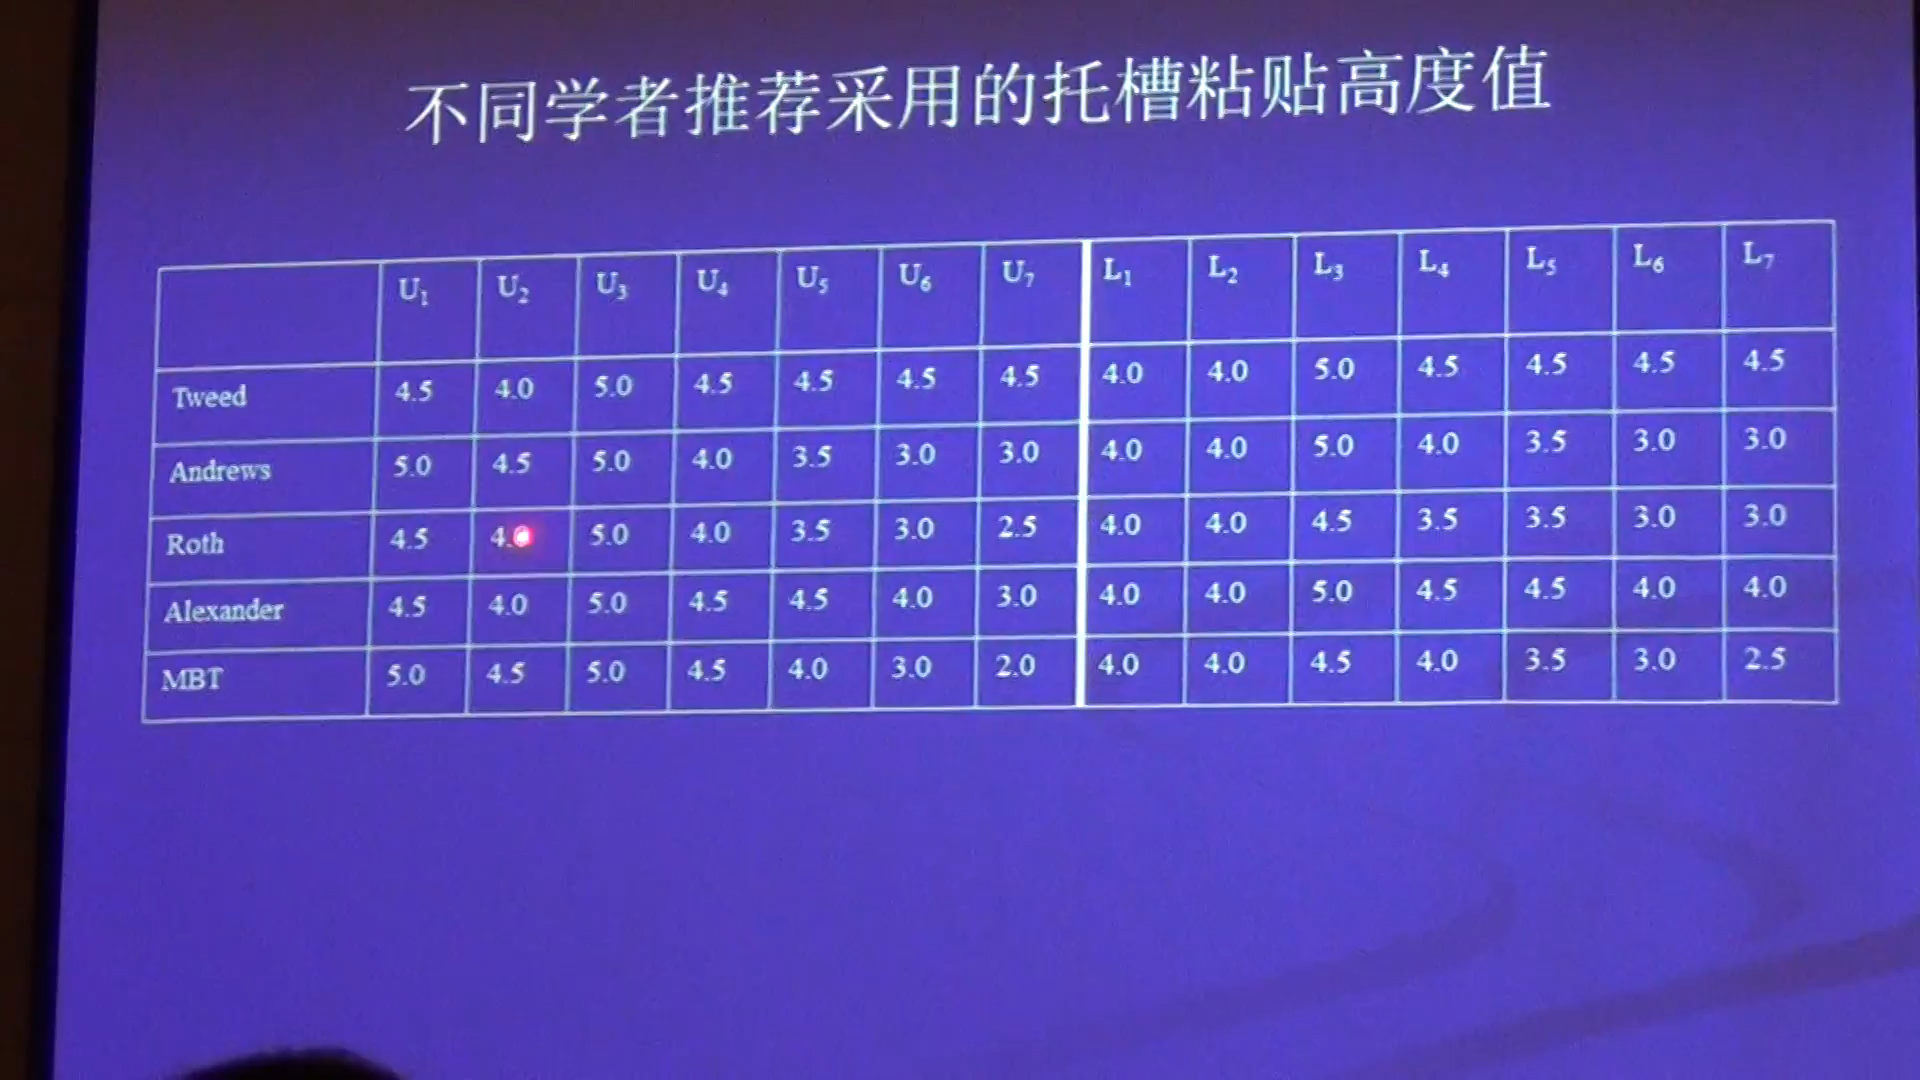 不同学者推荐采用的托槽粘贴高度值
U₁ U₂ U₃ U₄ U₅ U₆ U₇ L₁ L₂ L₃ L₄ L₅ L₆ L₇
Tweed 4.5 4.0 5.0 4.5 4.5 4.5 4.5 4.0 4.0 5.0 4.5 4.5 4.5 4.5
Andrews 5.0 4.5 5.0 4.0 3.5 3.0 3.0 4.0 4.0 5.0 4.0 3.5 3.0 3.0
Roth 4.5 4.0 5.0 4.0 3.5 3.0 2.5 4.0 4.0 4.5 3.5 3.5 3.0 3.0
Alexander 4.5 4.0 5.0 4.5 4.5 4.0 3.0 4.0 4.0 5.0 4.5 4.5 4.0 4.0
MBT 5.0 4.5 5.0 4.5 4.0 3.0 2.0 4.0 4.0 4.5 4.0 3.5 3.0 2.5